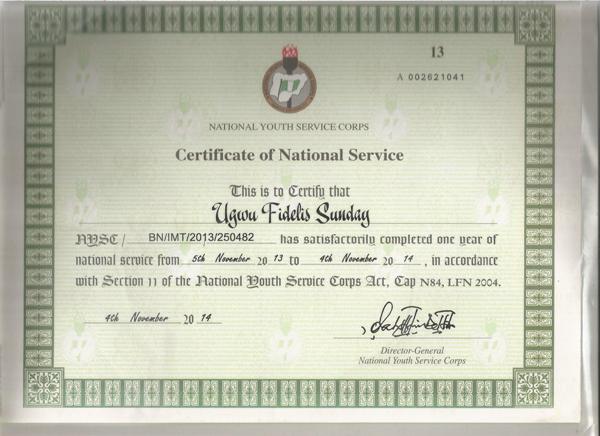 13
A 002621041
NATIONAL YOUTH SERVICE CORPS
Certificate of National Service
This is to Certify that
Ugwu Fidelis Sunday
NYSC/ BN/IMT/2013/250482 has satisfactorily completed one year of
national service from 5th November 20 13 to 4th November 20 14, in accordance
with Section 11 of the National Youth Service Corps Act, Cap N84, LFN 2004.
4th November 20 14
Director-General
National Youth Service Corps